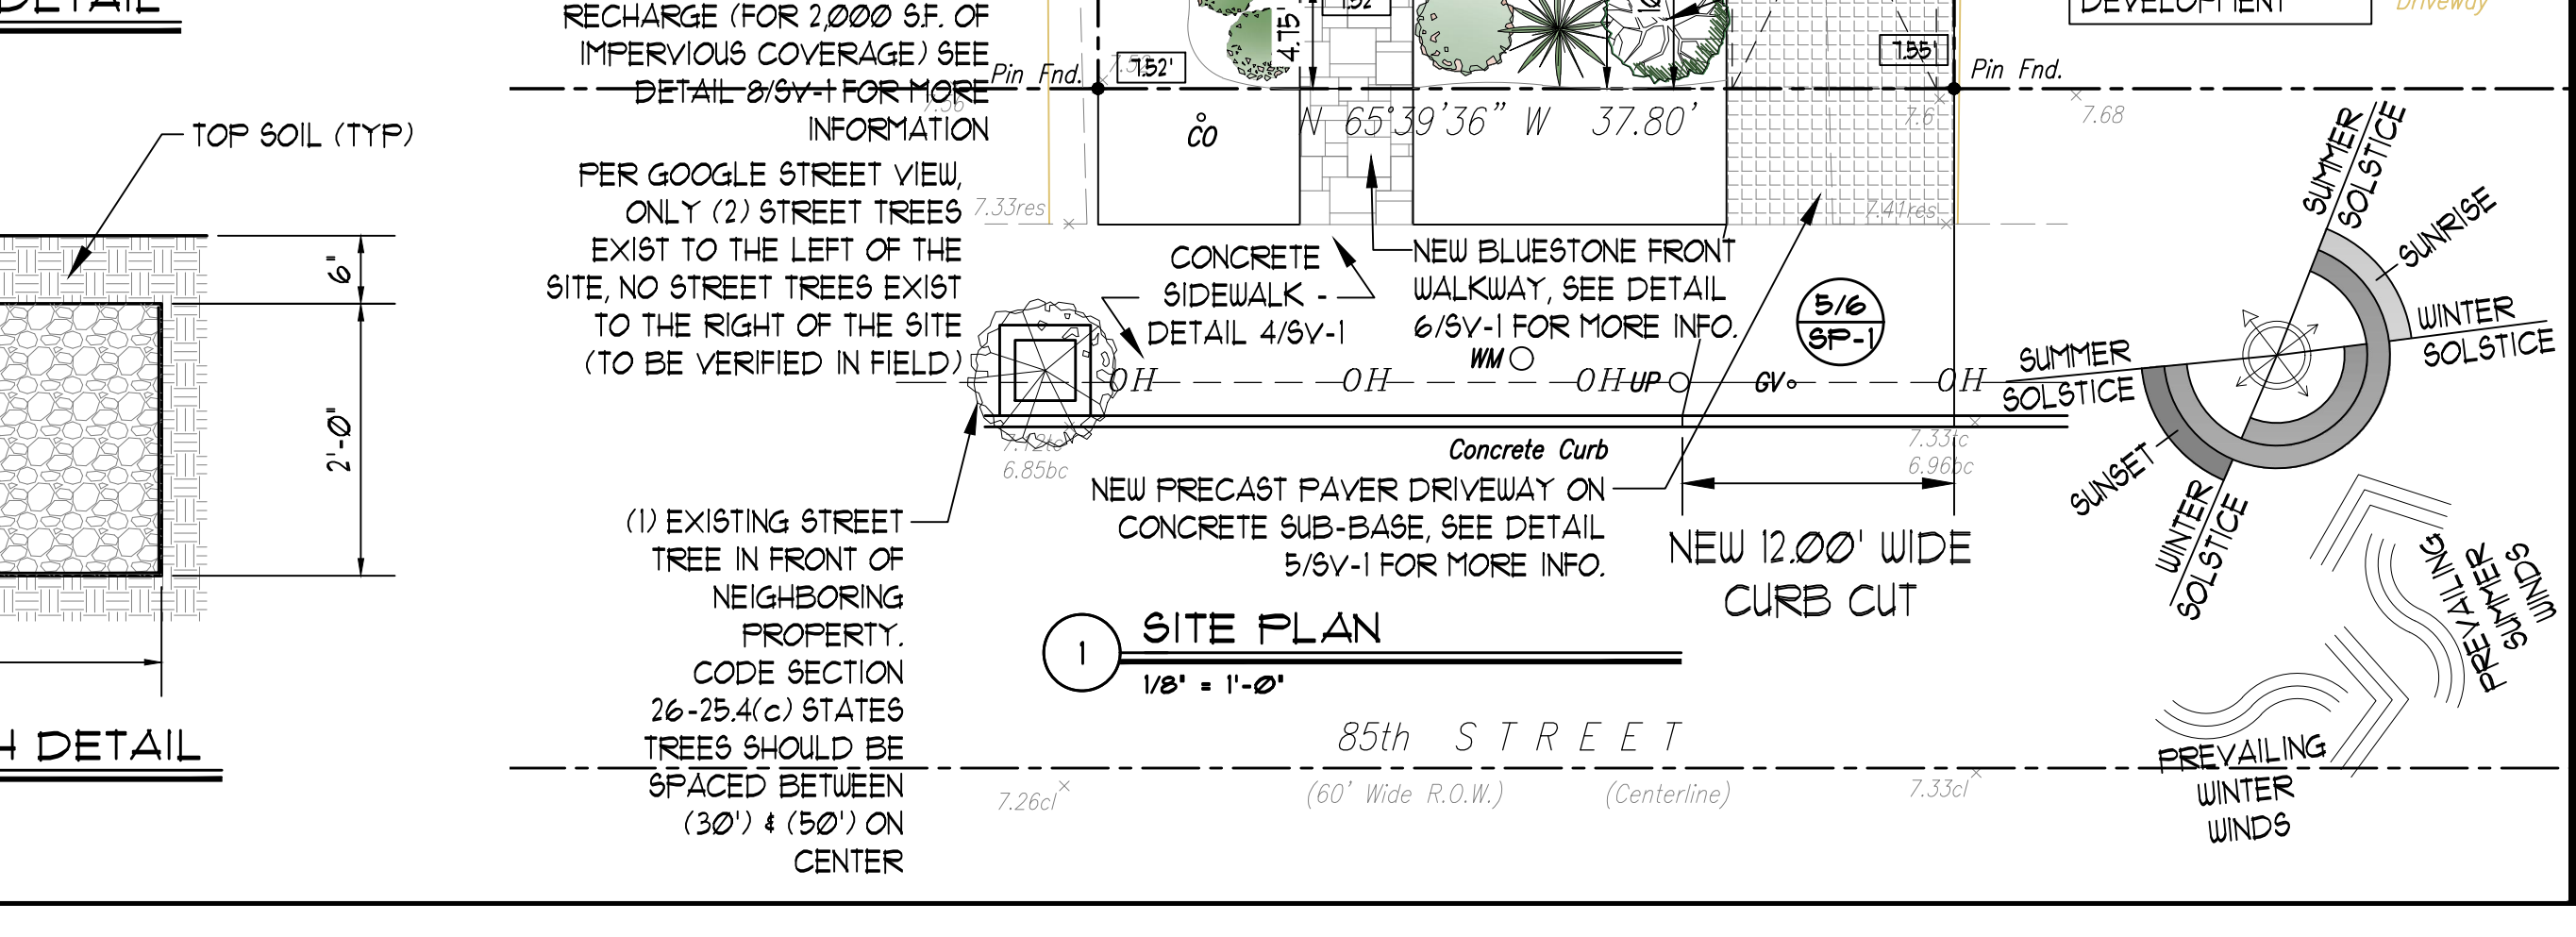 DETAIL
TOP SOIL (TYP)
6"
2'-0"
H DETAIL
RECHARGE (FOR 2,000 S.F. OF
IMPERVIOUS COVERAGE) SEE
DETAIL 8/SV-1 FOR MORE
INFORMATION
PER GOOGLE STREET VIEW,
ONLY (2) STREET TREES
EXIST TO THE LEFT OF THE
SITE, NO STREET TREES EXIST
TO THE RIGHT OF THE SITE
(TO BE VERIFIED IN FIELD)
(1) EXISTING STREET
TREE IN FRONT OF
NEIGHBORING
PROPERTY.
CODE SECTION
26-25.4(c) STATES
TREES SHOULD BE
SPACED BETWEEN
(30') & (50') ON
CENTER
Pin Fnd.
7.52'
7.56
4.15'
7.52'
7.55'
Pin Fnd.
DEVELOPMENT
Driveway
CO
N 65°39'36" W 37.80'
7.6
7.68
7.33res
7.41res
CONCRETE
SIDEWALK -
DETAIL 4/SV-1
NEW BLUESTONE FRONT
WALKWAY, SEE DETAIL
6/SV-1 FOR MORE INFO.
5/6
SP-1
WM
OH
OH
OH
UP
GV
OH
7.12tc
6.85bc
Concrete Curb
7.33tc
6.96bc
NEW PRECAST PAVER DRIVEWAY ON
CONCRETE SUB-BASE, SEE DETAIL
5/SV-1 FOR MORE INFO.
NEW 12.00' WIDE
CURB CUT
1
SITE PLAN
1/8" = 1'-0"
85th STREET
7.26cl
(60' Wide R.O.W.)
(Centerline)
7.33cl
SUMMER
SOLSTICE
SUNRISE
WINTER
SOLSTICE
SUMMER
SOLSTICE
SUNSET
WINTER
SOLSTICE
PREVAILING
SUMMER
WINDS
PREVAILING
WINTER
WINDS